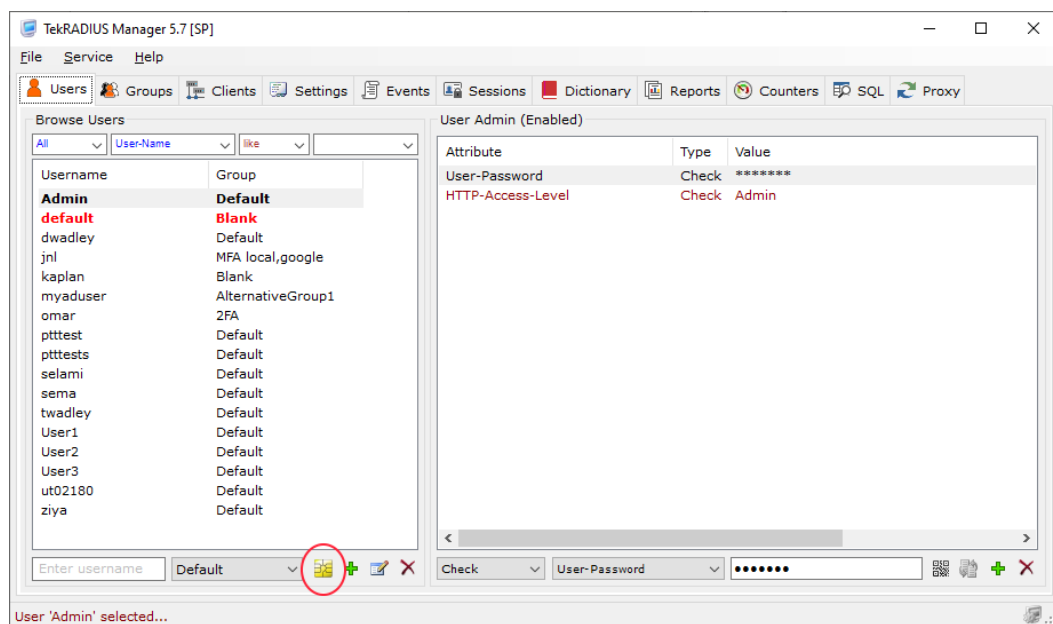 TekRADIUS Manager 5.7 [SP]
File Service Help
Users Groups Clients Settings Events Sessions Dictionary Reports Counters SQL Proxy
Browse Users
All User-Name like
Username Group
Admin Default
default Blank
dwadley Default
jnl MFA local,google
kaplan Blank
myaduser AlternativeGroup1
omar 2FA
ptttest Default
ptttests Default
selami Default
sema Default
twadley Default
User1 Default
User2 Default
User3 Default
ut02180 Default
ziya Default
Enter username Default
User Admin (Enabled)
Attribute Type Value
User-Password Check *******
HTTP-Access-Level Check Admin
Check User-Password •••••••
User 'Admin' selected...